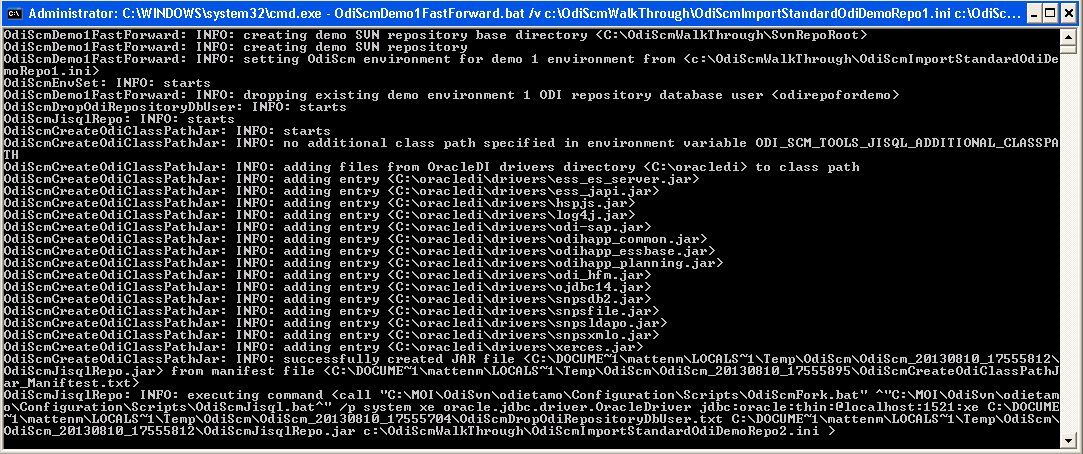 Administrator: C:\WINDOWS\system32\cmd.exe - OdiScmDemo1FastForward.bat /v c:\OdiScmWalkThrough\OdiScmImportStandardOdiDemoRepo1.ini c:\OdiSc...
OdiScmDemo1FastForward: INFO: creating demo SVN repository base directory <C:\OdiScmWalkThrough\SvnRepoRoot>
OdiScmDemo1FastForward: INFO: creating demo SVN repository
OdiScmDemo1FastForward: INFO: setting OdiScm environment for demo 1 environment from <c:\OdiScmWalkThrough\OdiScmImportStandardOdiDe
moRepo1.ini>
OdiScmEnvSet: INFO: starts
OdiScmDemo1FastForward: INFO: dropping existing demo environment 1 ODI repository database user <odirepofordemo>
OdiScmDropOdiRepositoryDbUser: INFO: starts
OdiScmJisqlRepo: INFO: starts
OdiScmCreateOdiClassPathJar: INFO: starts
OdiScmCreateOdiClassPathJar: INFO: no additional class path specified in environment variable ODI_SCM_TOOLS_JISQL_ADDITIONAL_CLASSPA
TH
OdiScmCreateOdiClassPathJar: INFO: adding files from OracleDI drivers directory <C:\oracledi> to class path
OdiScmCreateOdiClassPathJar: INFO: adding entry <C:\oracledi\drivers\ess_es_server.jar>
OdiScmCreateOdiClassPathJar: INFO: adding entry <C:\oracledi\drivers\ess_japi.jar>
OdiScmCreateOdiClassPathJar: INFO: adding entry <C:\oracledi\drivers\hspjs.jar>
OdiScmCreateOdiClassPathJar: INFO: adding entry <C:\oracledi\drivers\log4j.jar>
OdiScmCreateOdiClassPathJar: INFO: adding entry <C:\oracledi\drivers\odi-sap.jar>
OdiScmCreateOdiClassPathJar: INFO: adding entry <C:\oracledi\drivers\odihapp_common.jar>
OdiScmCreateOdiClassPathJar: INFO: adding entry <C:\oracledi\drivers\odihapp_essbase.jar>
OdiScmCreateOdiClassPathJar: INFO: adding entry <C:\oracledi\drivers\odihapp_planning.jar>
OdiScmCreateOdiClassPathJar: INFO: adding entry <C:\oracledi\drivers\odi_hfm.jar>
OdiScmCreateOdiClassPathJar: INFO: adding entry <C:\oracledi\drivers\ojdbc14.jar>
OdiScmCreateOdiClassPathJar: INFO: adding entry <C:\oracledi\drivers\snpsdb2.jar>
OdiScmCreateOdiClassPathJar: INFO: adding entry <C:\oracledi\drivers\snpsfile.jar>
OdiScmCreateOdiClassPathJar: INFO: adding entry <C:\oracledi\drivers\snpsldapo.jar>
OdiScmCreateOdiClassPathJar: INFO: adding entry <C:\oracledi\drivers\snpsxmlo.jar>
OdiScmCreateOdiClassPathJar: INFO: adding entry <C:\oracledi\drivers\xerces.jar>
OdiScmCreateOdiClassPathJar: INFO: successfully created JAR file <C:\DOCUME~1\mattenm\LOCALS~1\Temp\OdiScm\OdiScm_20130810_17555812\
OdiScmJisqlRepo.jar> from manifest file <C:\DOCUME~1\mattenm\LOCALS~1\Temp\OdiScm\OdiScm_20130810_17555895\OdiScmCreateOdiClassPathJ
ar_Maniftest.txt>
OdiScmJisqlRepo: INFO: executing command <call "C:\MOI\OdiSvn\odietamo\Configuration\Scripts\OdiScmFork.bat" ^"C:\MOI\OdiSvn\odietam
o\Configuration\Scripts\OdiScmJisql.bat^" /p system xe oracle.jdbc.driver.OracleDriver jdbc:oracle:thin:@localhost:1521:xe C:\DOCUME
~1\mattenm\LOCALS~1\Temp\OdiScm\OdiScm_20130810_17555704\OdiScmDropOdiRepositoryDbUser.txt C:\DOCUME~1\mattenm\LOCALS~1\Temp\OdiScm\
OdiScm_20130810_17555812\OdiScmJisqlRepo.jar c:\OdiScmWalkThrough\OdiScmImportStandardOdiDemoRepo2.ini >